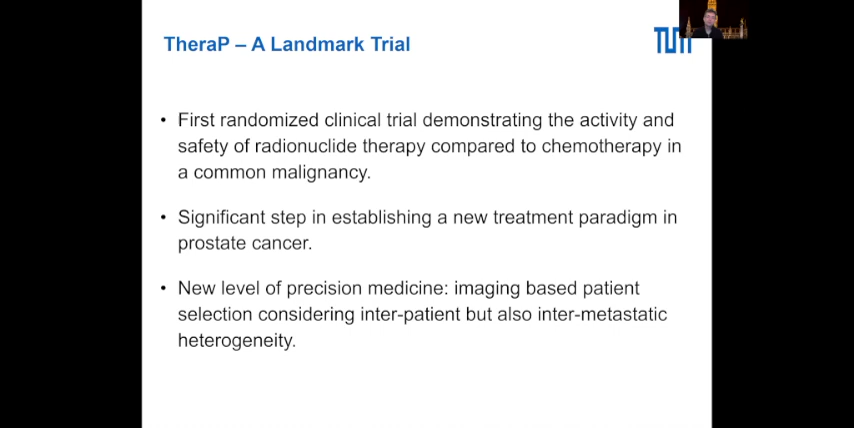 TheraP – A Landmark Trial
TUM
• First randomized clinical trial demonstrating the activity and
safety of radionuclide therapy compared to chemotherapy in
a common malignancy.
• Significant step in establishing a new treatment paradigm in
prostate cancer.
• New level of precision medicine: imaging based patient
selection considering inter-patient but also inter-metastatic
heterogeneity.